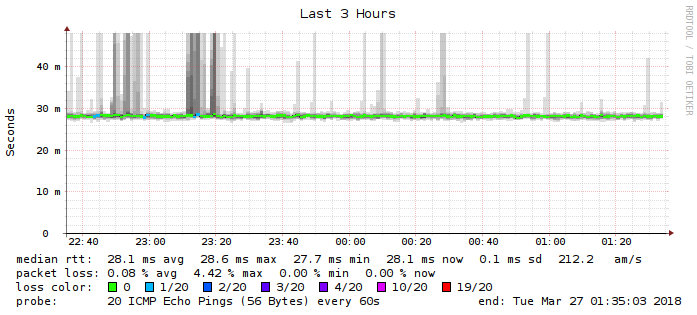 Last 3 Hours
RRDTOOL / TOBI OETIKER
Seconds
40 m
30 m
20 m
10 m
0
22:40 23:00 23:20 23:40 00:00 00:20 00:40 01:00 01:20
median rtt: 28.1 ms avg 28.6 ms max 27.7 ms min 28.1 ms now 0.1 ms sd 212.2 am/s
packet loss: 0.08 % avg 4.42 % max 0.00 % min 0.00 % now
loss color: 0 1/20 2/20 3/20 4/20 10/20 19/20
probe: 20 ICMP Echo Pings (56 Bytes) every 60s end: Tue Mar 27 01:35:03 2018